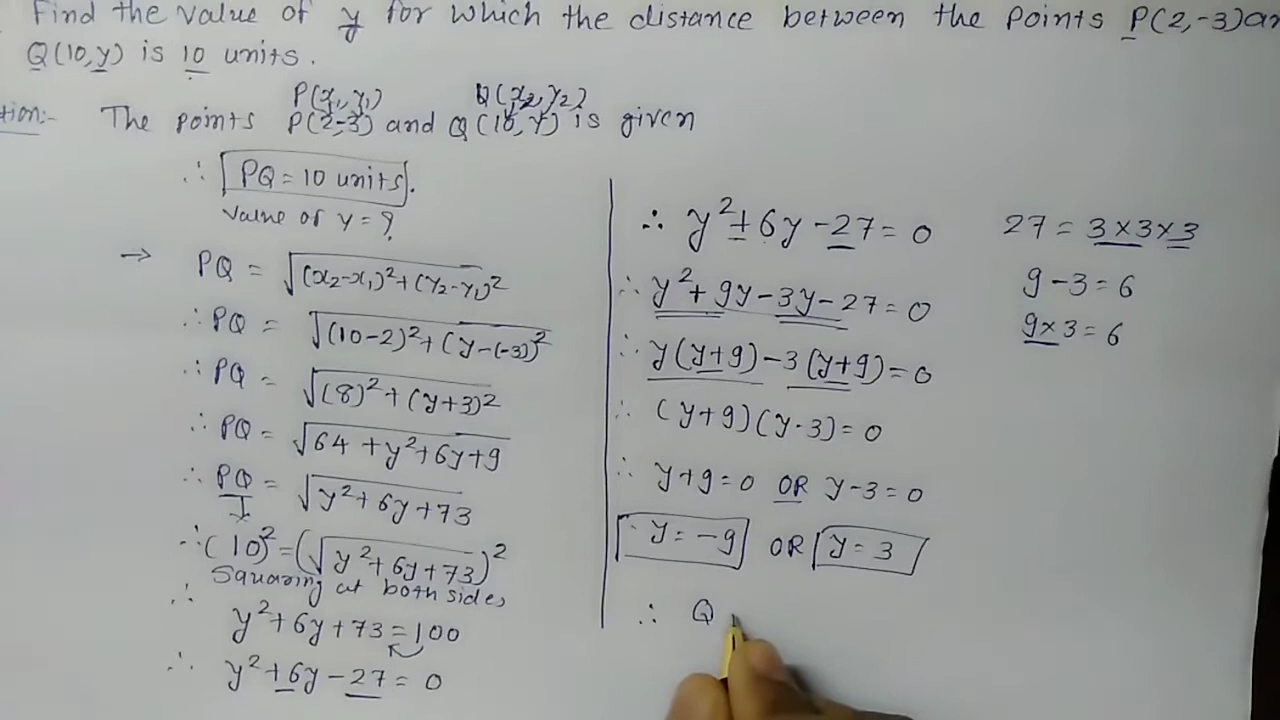 Find the value of y for which the distance between the points P(2,-3)an
Q(10,y) is 10 units.
P(x₁,y₁) Q(x₂,y₂)
tion:- The points P(2-3) and Q(10,y) is given
∴ PQ = 10 units.
value of y = ?
→ PQ = √(x₂-x₁)²+(y₂-y₁)²
∴ PQ = √(10-2)²+(y-(-3))²
∴ PQ = √(8)²+(y+3)²
∴ PQ = √64+y²+6y+9
∴ PQ = √y²+6y+73
∴ (10)² = (√y²+6y+73)²
Squaring at both sides
∴ y²+6y+73=100
∴ y²+6y-27=0
∴ y²+6y-27=0
∴ y²+9y-3y-27=0
∴ y(y+9)-3(y+9)=0
∴ (y+9)(y-3)=0
∴ y+9=0 OR y-3=0
∴ y=-9 OR y=3
∴ Q
27 = 3×3×3
9-3=6
9×3=6